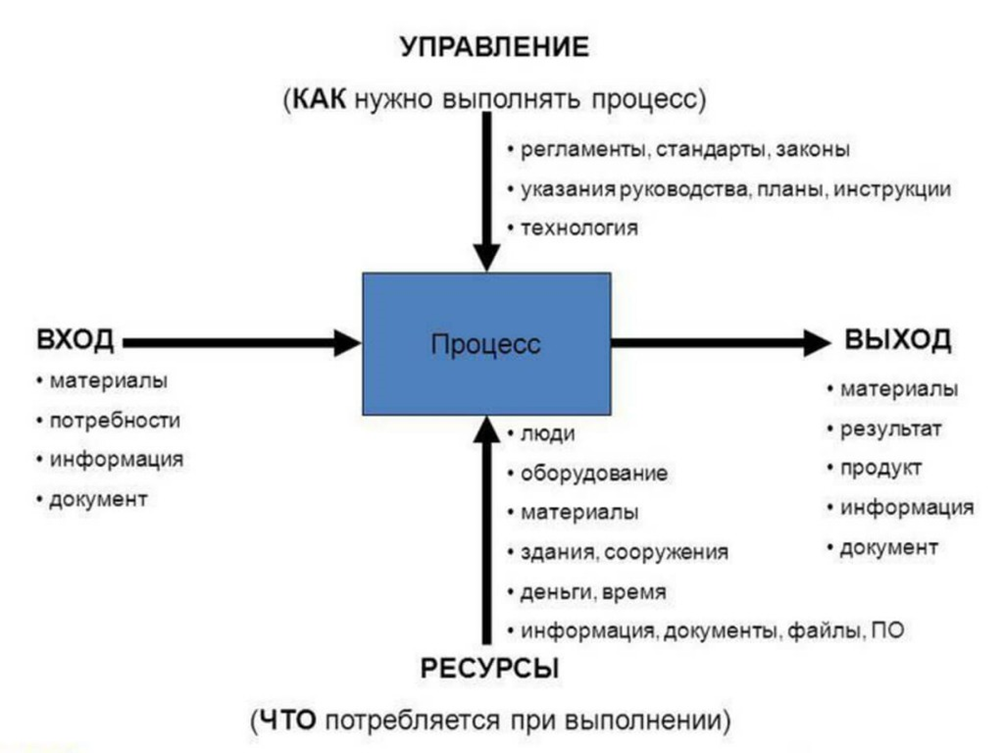 УПРАВЛЕНИЕ
(КАК нужно выполнять процесс)
• регламенты, стандарты, законы
• указания руководства, планы, инструкции
• технология
ВХОД
• материалы
• потребности
• информация
• документ
Процесс
ВЫХОД
• материалы
• результат
• продукт
• информация
• документ
• люди
• оборудование
• материалы
• здания, сооружения
• деньги, время
• информация, документы, файлы, ПО
РЕСУРСЫ
(ЧТО потребляется при выполнении)